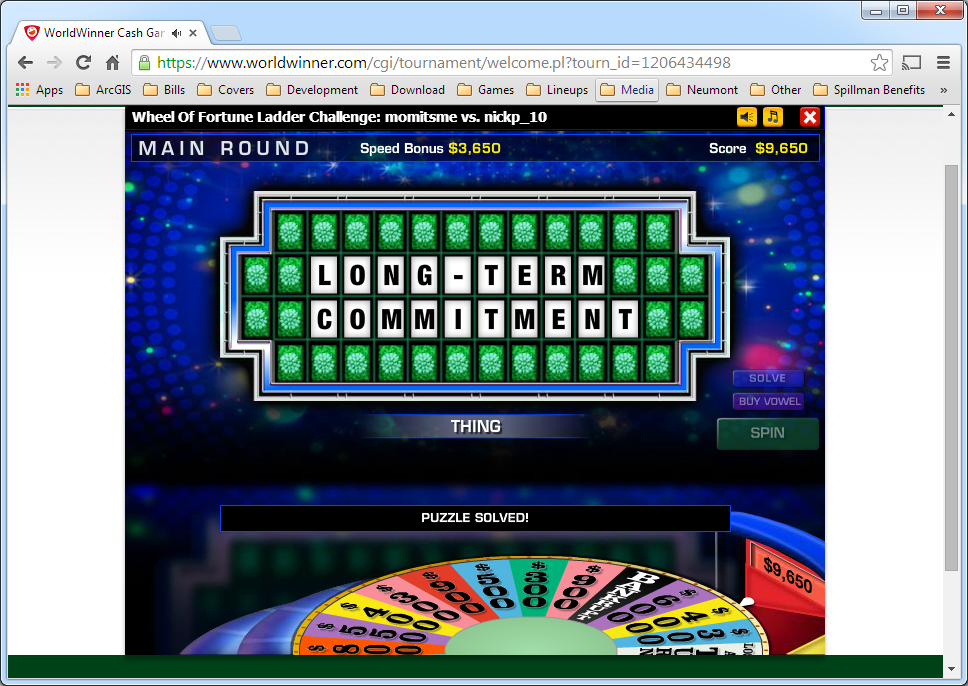 WorldWinner Cash Gar
https://www.worldwinner.com/cgi/tournament/welcome.pl?tourn_id=1206434498
Apps ArcGIS Bills Covers Development Download Games Lineups Media Neumont Other Spillman Benefits »
Wheel Of Fortune Ladder Challenge: momitsme vs. nickp_10
MAIN ROUND Speed Bonus $3,650 Score $9,650
LONG-TERM
COMMITMENT
SOLVE
BUY VOWEL
THING
SPIN
PUZZLE SOLVED!
$9,650
$800 $550 $400 $300 $900 $500 $300 $900 BANKRUPT $600 $400